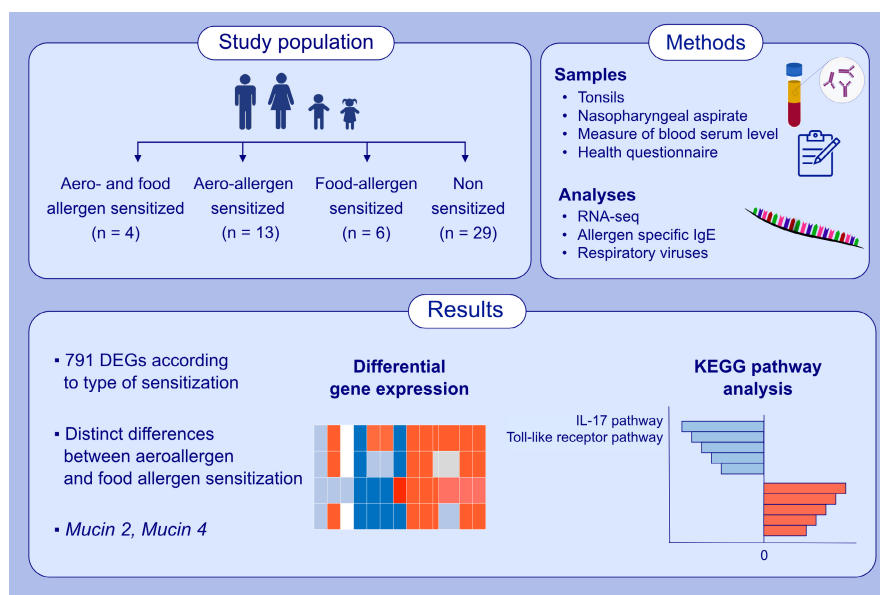 Study population
Aero- and food
allergen sensitized
(n = 4)
Aero-allergen
sensitized
(n = 13)
Food-allergen
sensitized
(n = 6)
Non
sensitized
(n = 29)
Methods
Samples
• Tonsils
• Nasopharyngeal aspirate
• Measure of blood serum level
• Health questionnaire
Analyses
• RNA-seq
• Allergen specific IgE
• Respiratory viruses
Results
▪ 791 DEGs according
to type of sensitization
▪ Distinct differences
between aeroallergen
and food allergen sensitization
▪ Mucin 2, Mucin 4
Differential
gene expression
KEGG pathway
analysis
IL-17 pathway
Toll-like receptor pathway
0